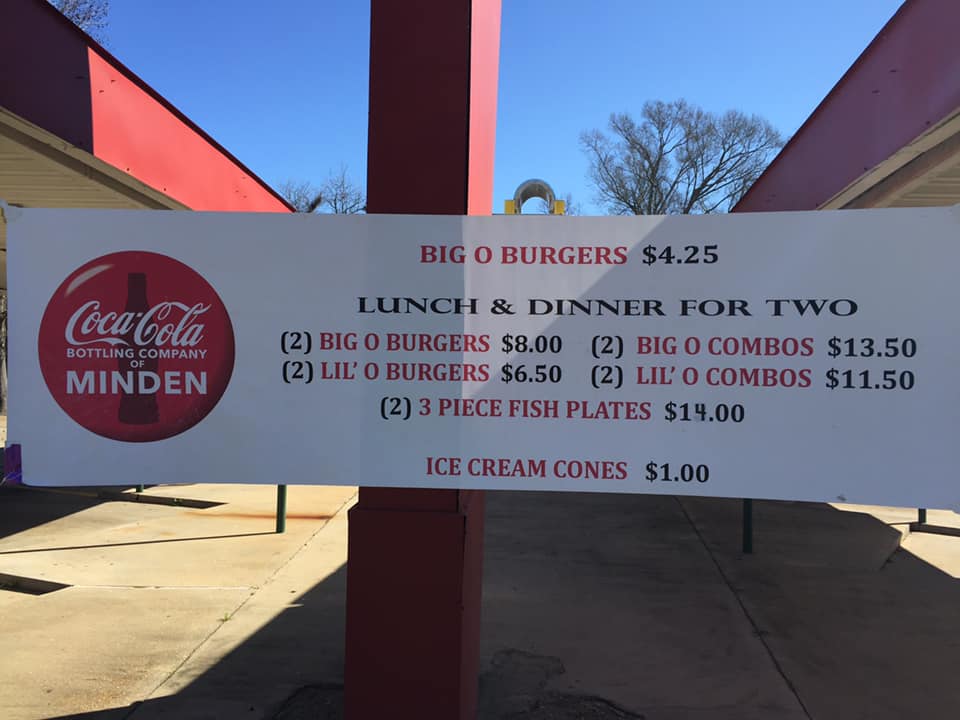 Coca-Cola
BOTTLING COMPANY
OF
MINDEN
BIG O BURGERS $4.25
LUNCH & DINNER FOR TWO
(2) BIG O BURGERS $8.00 (2) BIG O COMBOS $13.50
(2) LIL' O BURGERS $6.50 (2) LIL' O COMBOS $11.50
(2) 3 PIECE FISH PLATES $14.00
ICE CREAM CONES $1.00